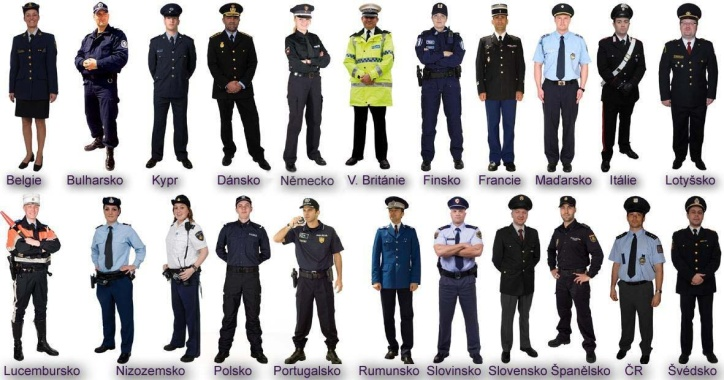 Belgie Bulharsko Kypr Dánsko Německo V. Británie Finsko Francie Maďarsko Itálie Lotyšsko
Lucembursko Nizozemsko Polsko Portugalsko Rumunsko Slovinsko Slovensko Španělsko ČR Švédsko